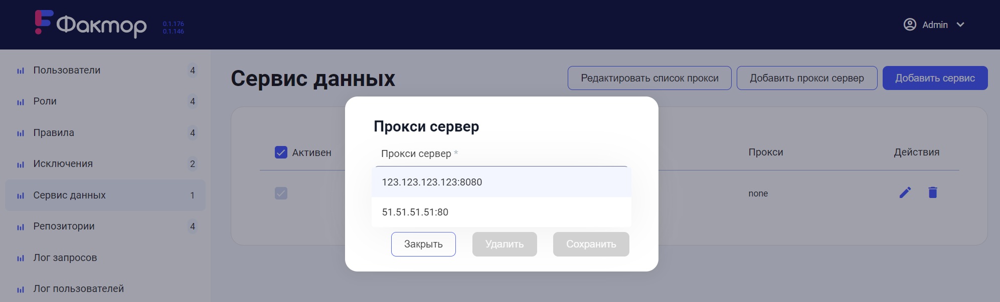 Фактор
0.1.176
0.1.146
Admin
Пользователи 4
Роли 4
Правила 4
Исключения 2
Сервис данных 1
Репозитории 4
Лог запросов
Лог пользователей
Сервис данных
Редактировать список прокси
Добавить прокси сервер
Добавить сервис
Активен
Прокси
Действия
none
Прокси сервер
Прокси сервер *
123.123.123.123:8080
51.51.51.51:80
Закрыть
Удалить
Сохранить